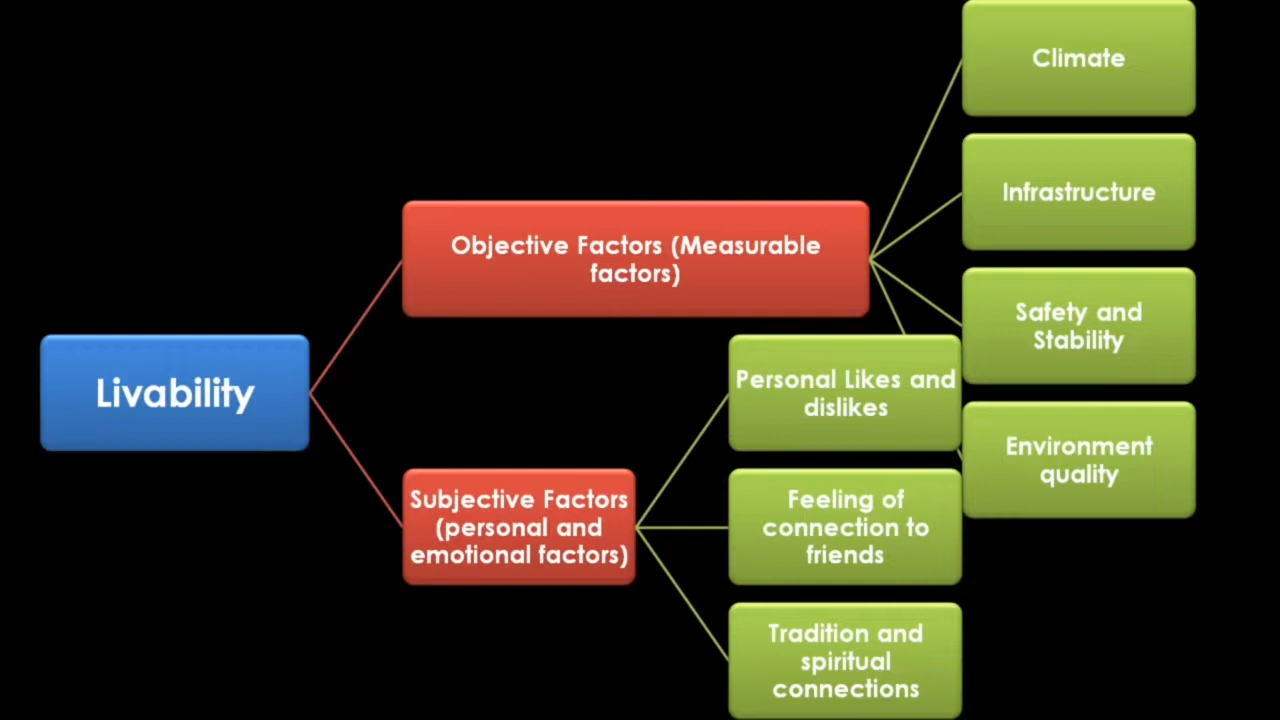 Livability
Objective Factors (Measurable
factors)
Climate
Infrastructure
Safety and
Stability
Environment
quality
Subjective Factors
(personal and
emotional factors)
Personal Likes and
dislikes
Feeling of
connection to
friends
Tradition and
spiritual
connections